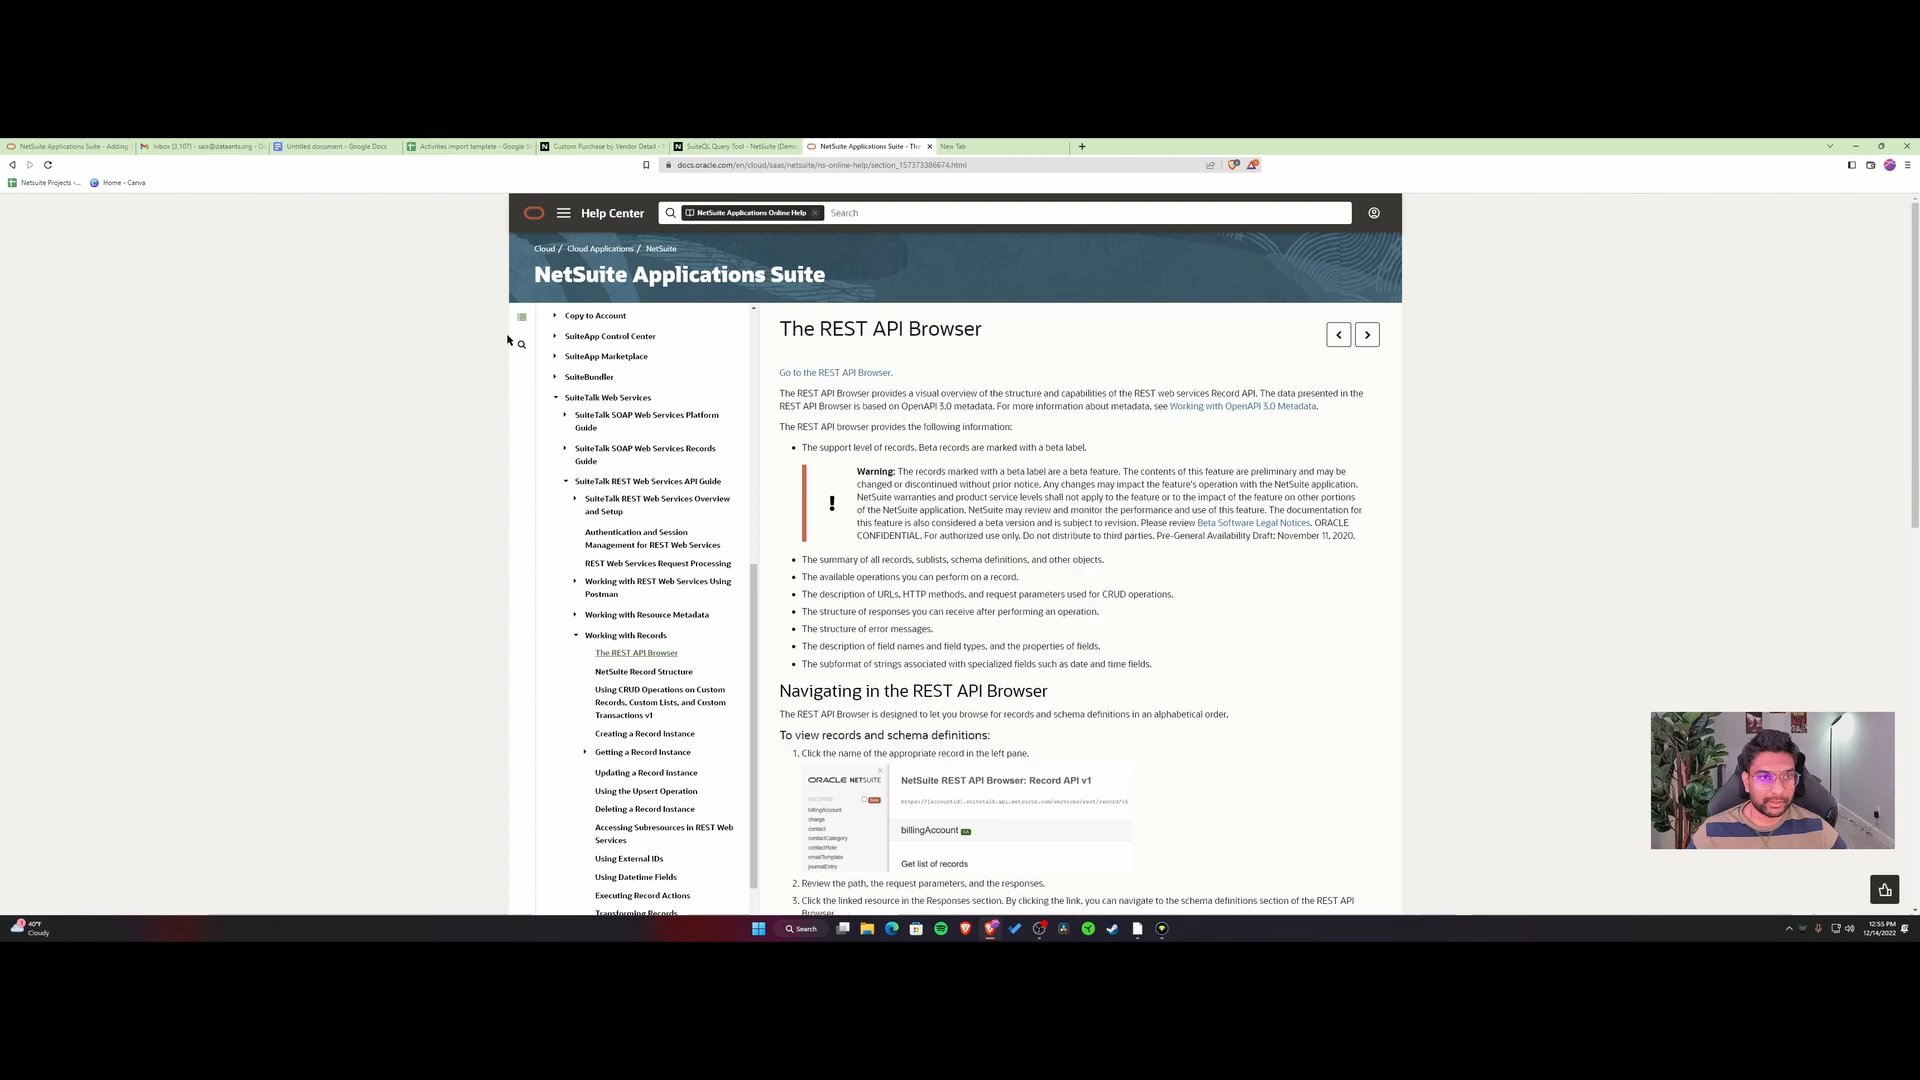 NetSuite Applications Suite - Adding
Inbox (3,107) - sais@dataants.org - D
Untitled document - Google Docs
Activities import template - Google S
Custom Purchase by Vendor Detail -
SuiteQL Query Tool - NetSuite (Demo
NetSuite Applications Suite - The
New Tab
docs.oracle.com/en/cloud/saas/netsuite/ns-online-help/section_157373386674.html
Netsuite Projects -...
Home - Canva
Help Center
NetSuite Applications Online Help
Search
Cloud / Cloud Applications / NetSuite
NetSuite Applications Suite
Copy to Account
SuiteApp Control Center
SuiteApp Marketplace
SuiteBundler
SuiteTalk Web Services
SuiteTalk SOAP Web Services Platform
Guide
SuiteTalk SOAP Web Services Records
Guide
SuiteTalk REST Web Services API Guide
SuiteTalk REST Web Services Overview
and Setup
Authentication and Session
Management for REST Web Services
REST Web Services Request Processing
Working with REST Web Services Using
Postman
Working with Resource Metadata
Working with Records
The REST API Browser
NetSuite Record Structure
Using CRUD Operations on Custom
Records, Custom Lists, and Custom
Transactions v1
Creating a Record Instance
Getting a Record Instance
Updating a Record Instance
Using the Upsert Operation
Deleting a Record Instance
Accessing Subresources in REST Web
Services
Using External IDs
Using Datetime Fields
Executing Record Actions
Transforming Records
The REST API Browser
Go to the REST API Browser.
The REST API Browser provides a visual overview of the structure and capabilities of the REST web services Record API. The data presented in the
REST API Browser is based on OpenAPI 3.0 metadata. For more information about metadata, see Working with OpenAPI 3.0 Metadata.
The REST API browser provides the following information:
• The support level of records. Beta records are marked with a beta label.
! Warning: The records marked with a beta label are a beta feature. The contents of this feature are preliminary and may be
changed or discontinued without prior notice. Any changes may impact the feature's operation with the NetSuite application.
NetSuite warranties and product service levels shall not apply to the feature or to the impact of the feature on other portions
of the NetSuite application. NetSuite may review and monitor the performance and use of this feature. The documentation for
this feature is also considered a beta version and is subject to revision. Please review Beta Software Legal Notices. ORACLE
CONFIDENTIAL. For authorized use only. Do not distribute to third parties. Pre-General Availability Draft: November 11, 2020.
• The summary of all records, sublists, schema definitions, and other objects.
• The available operations you can perform on a record.
• The description of URLs, HTTP methods, and request parameters used for CRUD operations.
• The structure of responses you can receive after performing an operation.
• The structure of error messages.
• The description of field names and field types, and the properties of fields.
• The subformat of strings associated with specialized fields such as date and time fields.
Navigating in the REST API Browser
The REST API Browser is designed to let you browse for records and schema definitions in an alphabetical order.
To view records and schema definitions:
1. Click the name of the appropriate record in the left pane.
ORACLE NETSUITE
RECORDS
Beta
billingAccount
charge
contact
contactCategory
contactRole
emailTemplate
journalEntry
NetSuite REST API Browser: Record API v1
https://{accountid}.suitetalk.api.netsuite.com/services/rest/record/v1
billingAccount
Get list of records
2. Review the path, the request parameters, and the responses.
3. Click the linked resource in the Responses section. By clicking the link, you can navigate to the schema definitions section of the REST API
Browser.
40°F
Cloudy
Search
12:55 PM
12/14/2022